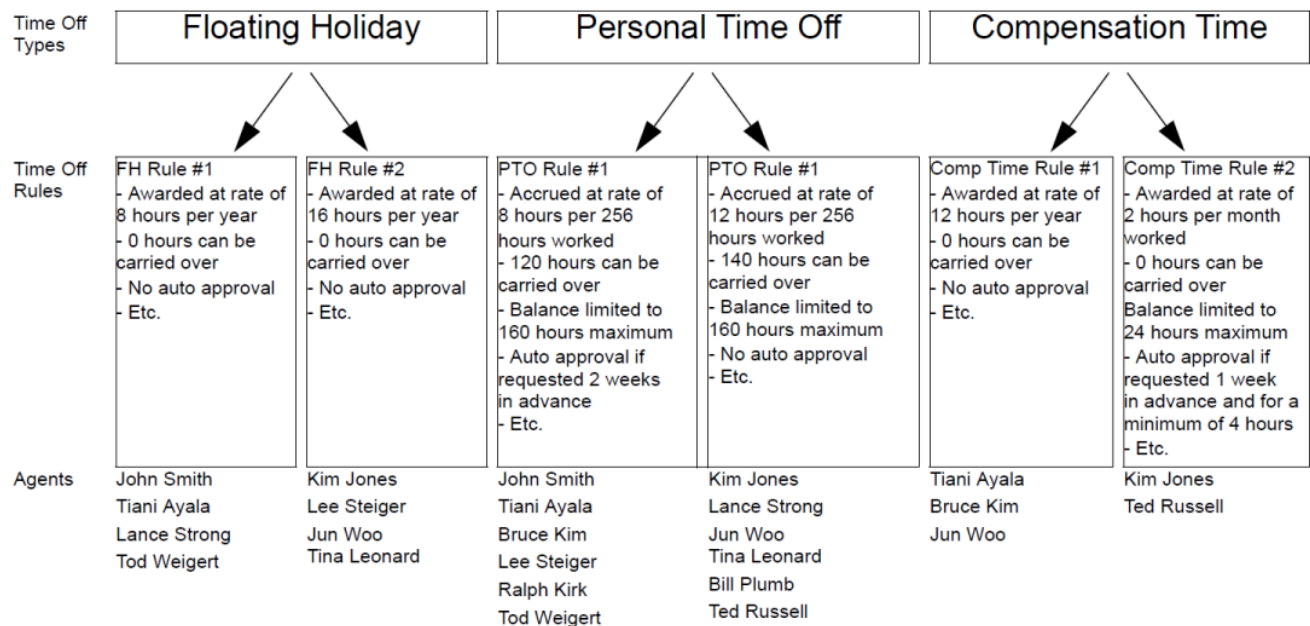 Time Off
Types
Floating Holiday
Personal Time Off
Compensation Time
Time Off
Rules
FH Rule #1
- Awarded at rate of
8 hours per year
- 0 hours can be
carried over
- No auto approval
- Etc.
FH Rule #2
- Awarded at rate of
16 hours per year
- 0 hours can be
carried over
- No auto approval
- Etc.
PTO Rule #1
- Accrued at rate of
8 hours per 256
hours worked
- 120 hours can be
carried over
- Balance limited to
160 hours maximum
- Auto approval if
requested 2 weeks
in advance
- Etc.
PTO Rule #1
- Accrued at rate of
12 hours per 256
hours worked
- 140 hours can be
carried over
- Balance limited to
160 hours maximum
- No auto approval
- Etc.
Comp Time Rule #1
- Awarded at rate of
12 hours per year
- 0 hours can be
carried over
- No auto approval
- Etc.
Comp Time Rule #2
- Awarded at rate of
2 hours per month
worked
- 0 hours can be
carried over
Balance limited to
24 hours maximum
- Auto approval if
requested 1 week
in advance and for a
minimum of 4 hours
- Etc.
Agents
John Smith
Tiani Ayala
Lance Strong
Tod Weigert
Kim Jones
Lee Steiger
Jun Woo
Tina Leonard
John Smith
Tiani Ayala
Bruce Kim
Lee Steiger
Ralph Kirk
Tod Weigert
Kim Jones
Lance Strong
Jun Woo
Tina Leonard
Bill Plumb
Ted Russell
Tiani Ayala
Bruce Kim
Jun Woo
Kim Jones
Ted Russell